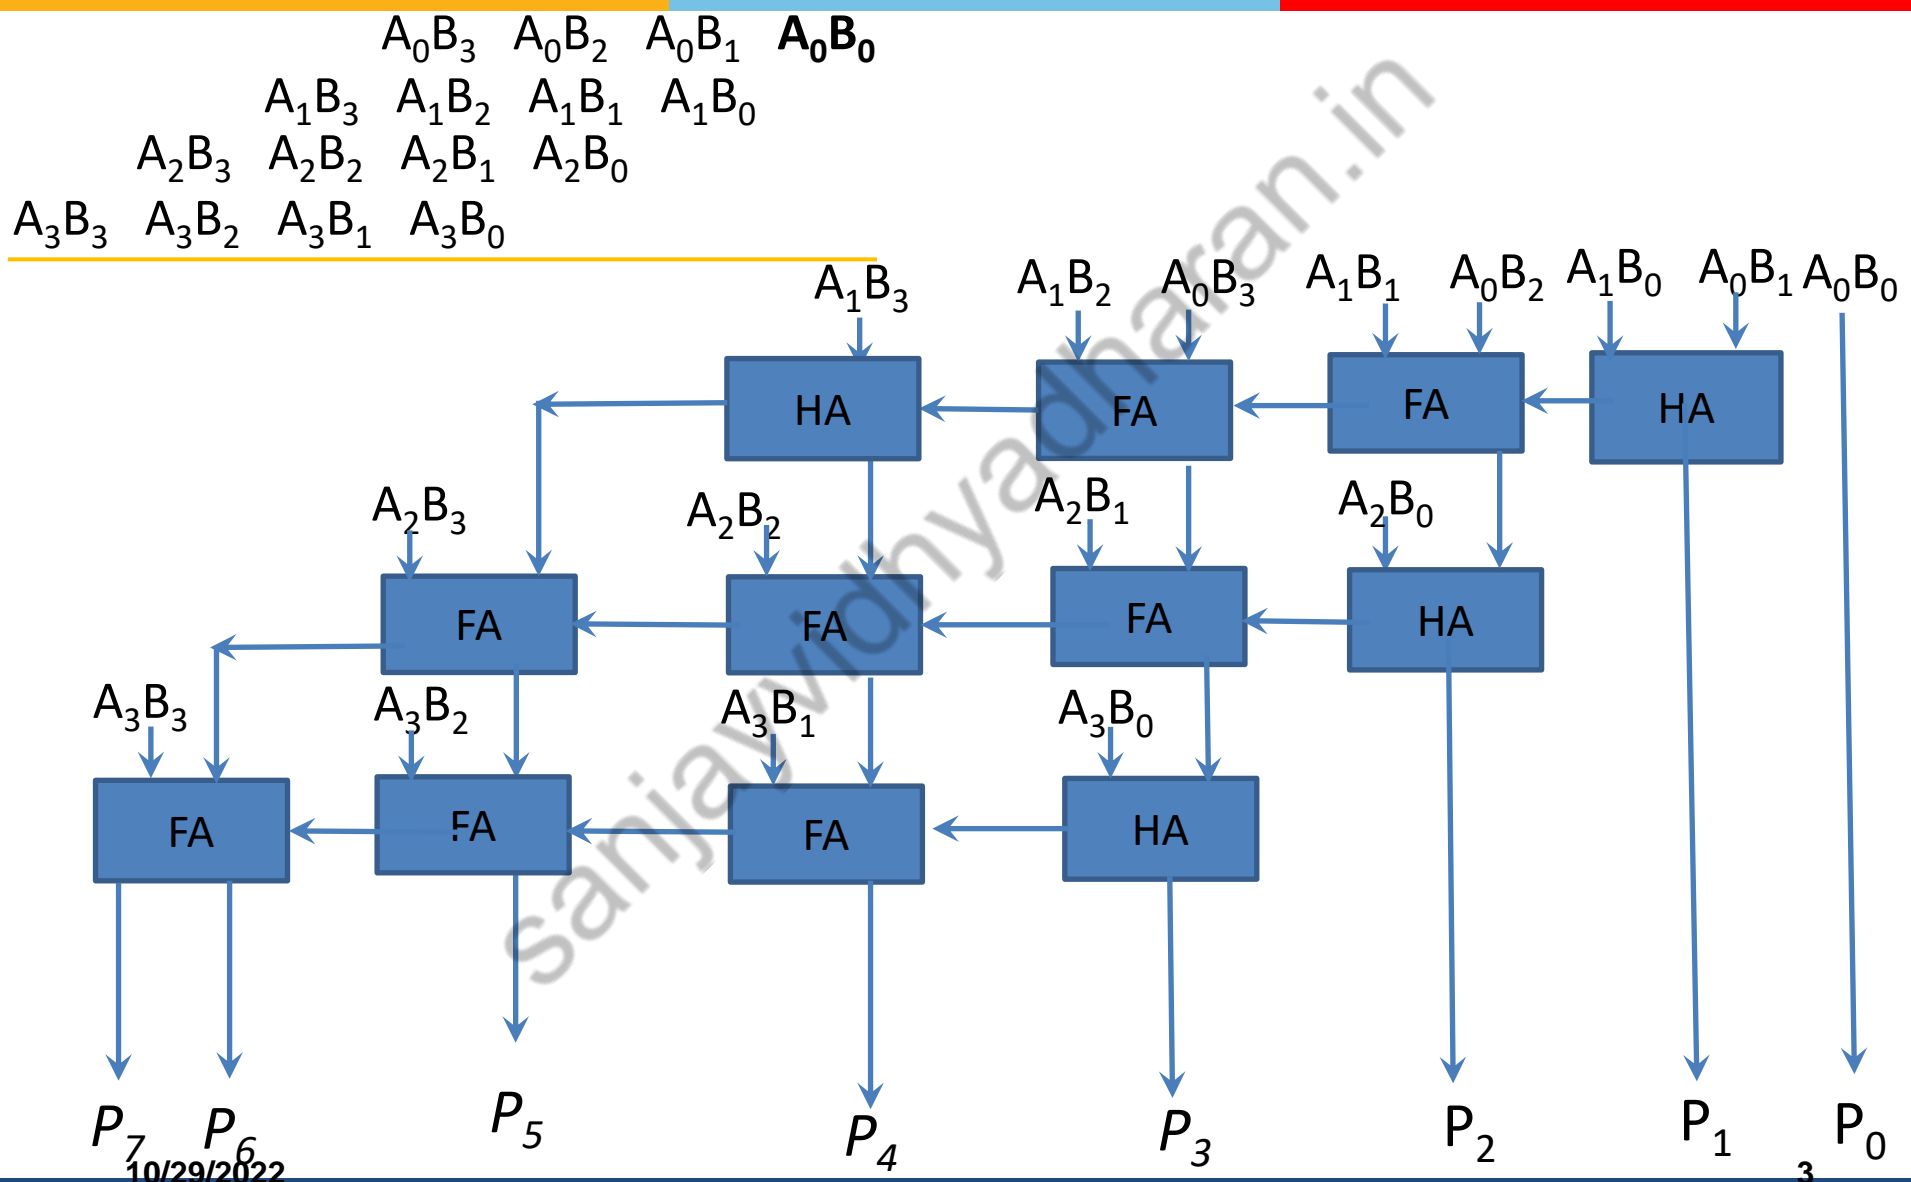 A₀B₃ A₀B₂ A₀B₁ A₀B₀
A₁B₃ A₁B₂ A₁B₁ A₁B₀
A₂B₃ A₂B₂ A₂B₁ A₂B₀
A₃B₃ A₃B₂ A₃B₁ A₃B₀
A₁B₃ A₁B₂ A₀B₃ A₁B₁ A₀B₂ A₁B₀ A₀B₁ A₀B₀
HA FA FA HA
A₂B₃ A₂B₂ A₂B₁ A₂B₀
FA FA FA HA
A₃B₃ A₃B₂ A₃B₁ A₃B₀
FA FA FA HA
P₇ P₆ P₅ P₄ P₃ P₂ P₁ P₀
10/29/2022 3
sanjayvidhyadharan.in